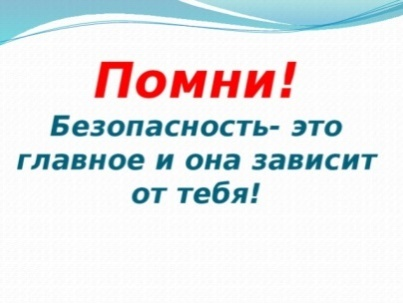 Помни!
Безопасность- это
главное и она зависит
от тебя!